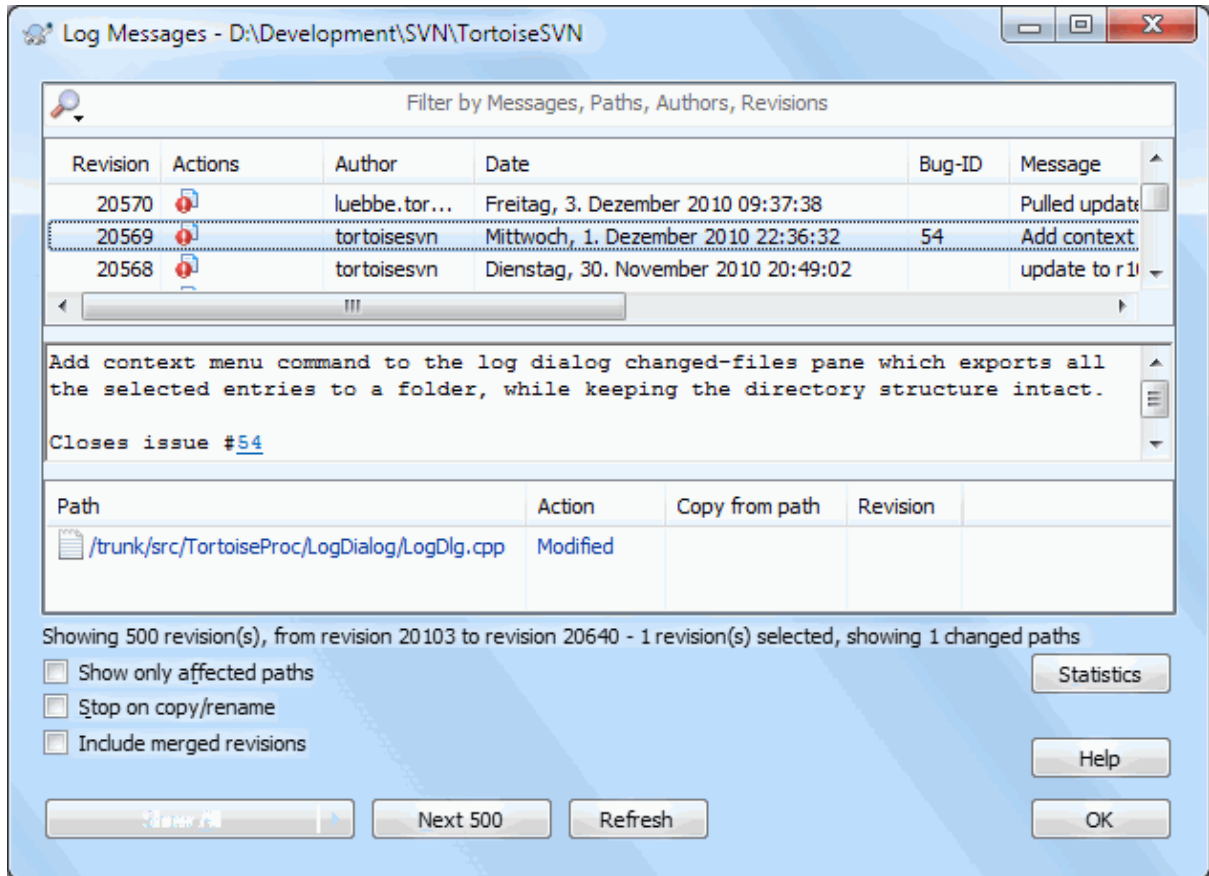 Log Messages - D:\Development\SVN\TortoiseSVN
Filter by Messages, Paths, Authors, Revisions
Revision Actions Author Date Bug-ID Message
20570 luebbe.tor... Freitag, 3. Dezember 2010 09:37:38 Pulled update
20569 tortoisesvn Mittwoch, 1. Dezember 2010 22:36:32 54 Add context
20568 tortoisesvn Dienstag, 30. November 2010 20:49:02 update to
Add context menu command to the log dialog changed-files pane which exports all
the selected entries to a folder, while keeping the directory structure intact.
Closes issue #54
Path Action Copy from path Revision
/trunk/src/TortoiseProc/LogDialog/LogDlg.cpp Modified
Showing 500 revision(s), from revision 20103 to revision 20640 - 1 revision(s) selected, showing 1 changed paths
Show only affected paths
Statistics
Stop on copy/rename
Include merged revisions
Help
Next 500 Refresh OK